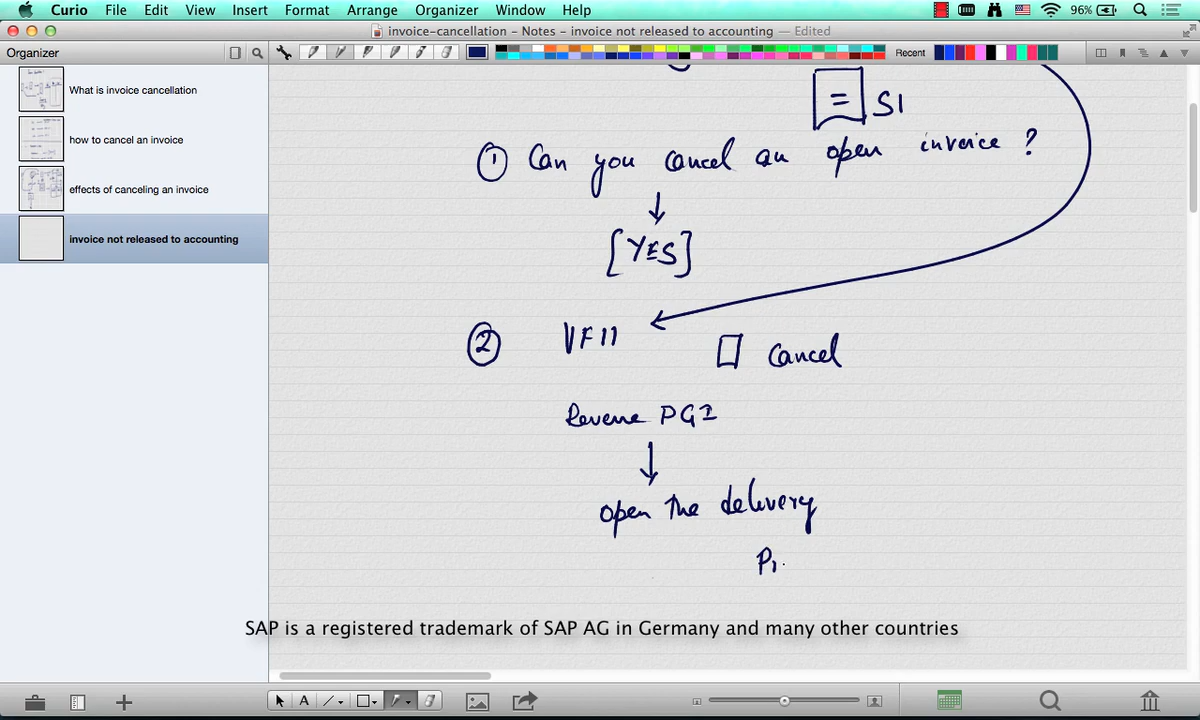 Curio File Edit View Insert Format Arrange Organizer Window Help 96%
invoice-cancellation – Notes - invoice not released to accounting — Edited
Organizer
Recent
What is invoice cancellation
how to cancel an invoice
effects of canceling an invoice
invoice not released to accounting
S1
① Can you cancel an open invoice ?
[YES]
② VF11
Cancel
Reverse PGI
open the delivery
SAP is a registered trademark of SAP AG in Germany and many other countries
A